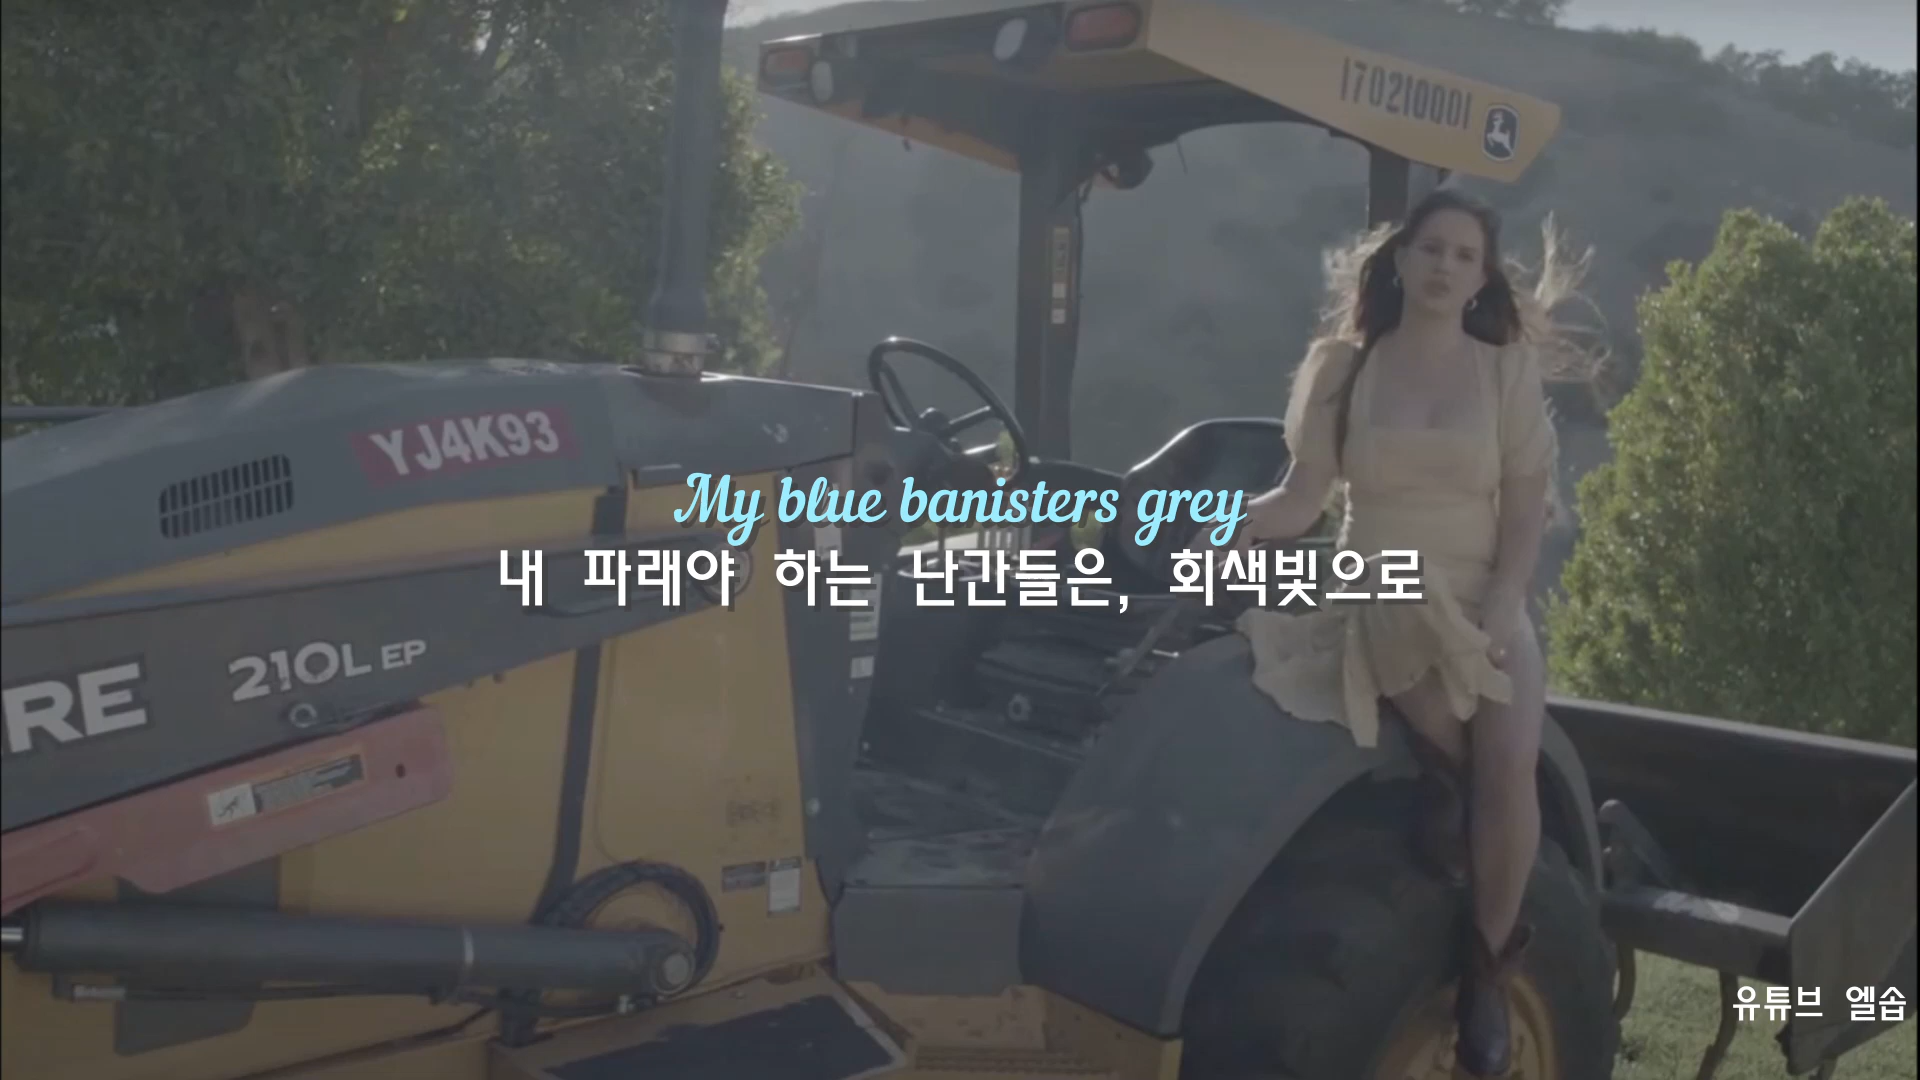 170210001
YJ4K93
My blue banisters grey
내 파래야 하는 난간들은, 회색빛으로
210L EP
RE
유튜브 엘솝